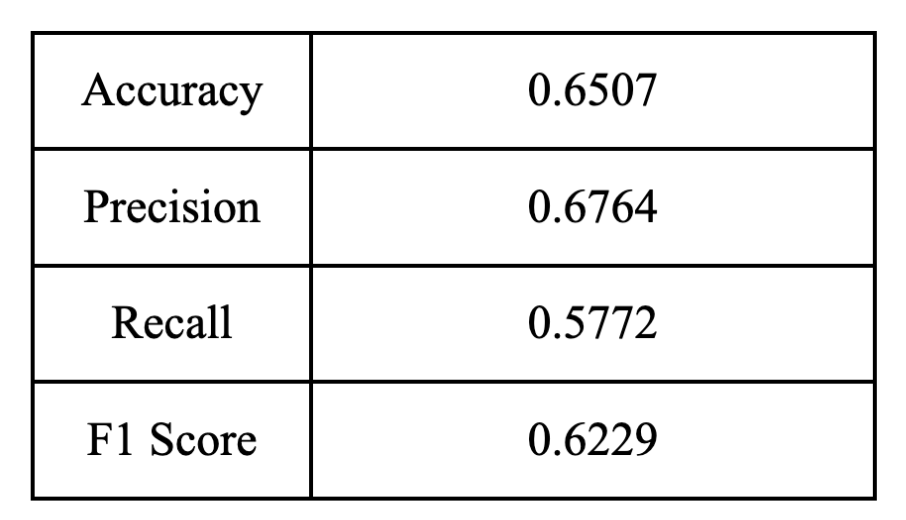 Accuracy 0.6507
Precision 0.6764
Recall 0.5772
F1 Score 0.6229